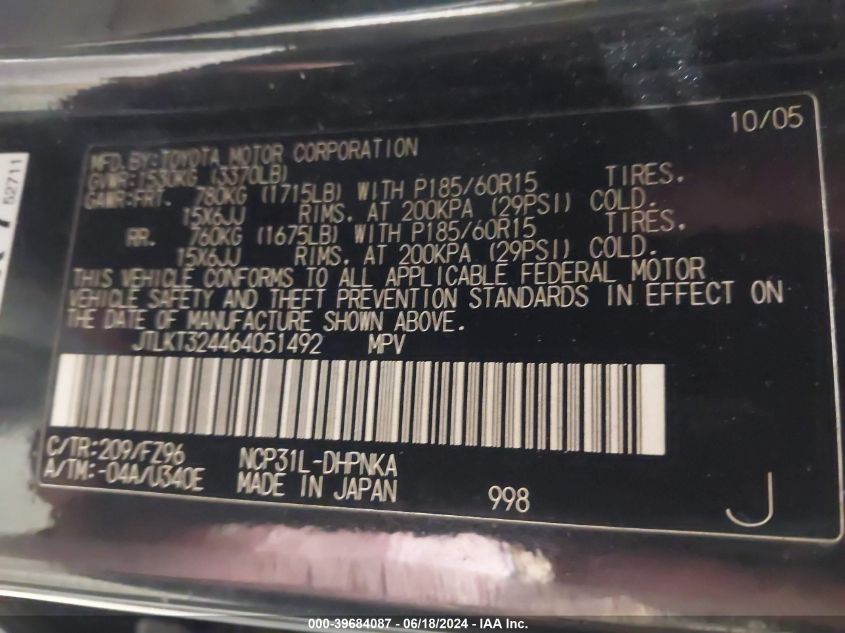 10/05
MFD. BY: TOYOTA MOTOR CORPORATION
GVWR: 1530KG (3370LB)
GAWR: FRT. 780KG (1715LB) WITH P185/60R15 TIRES.
15X6JJ RIMS. AT 200KPA (29PSI) COLD.
RR. 760KG (1675LB) WITH P185/60R15 TIRES.
15X6JJ RIMS. AT 200KPA (29PSI) COLD.
THIS VEHICLE CONFORMS TO ALL APPLICABLE FEDERAL MOTOR
VEHICLE SAFETY AND THEFT PREVENTION STANDARDS IN EFFECT ON
THE DATE OF MANUFACTURE SHOWN ABOVE.
JTLKT324464051492 MPV
C/TR: 209/FZ96 NCP31L-DHPNKA
A/TM: -04A/U340E MADE IN JAPAN 998 J
52711
000-39684087 - 06/18/2024 - IAA Inc.